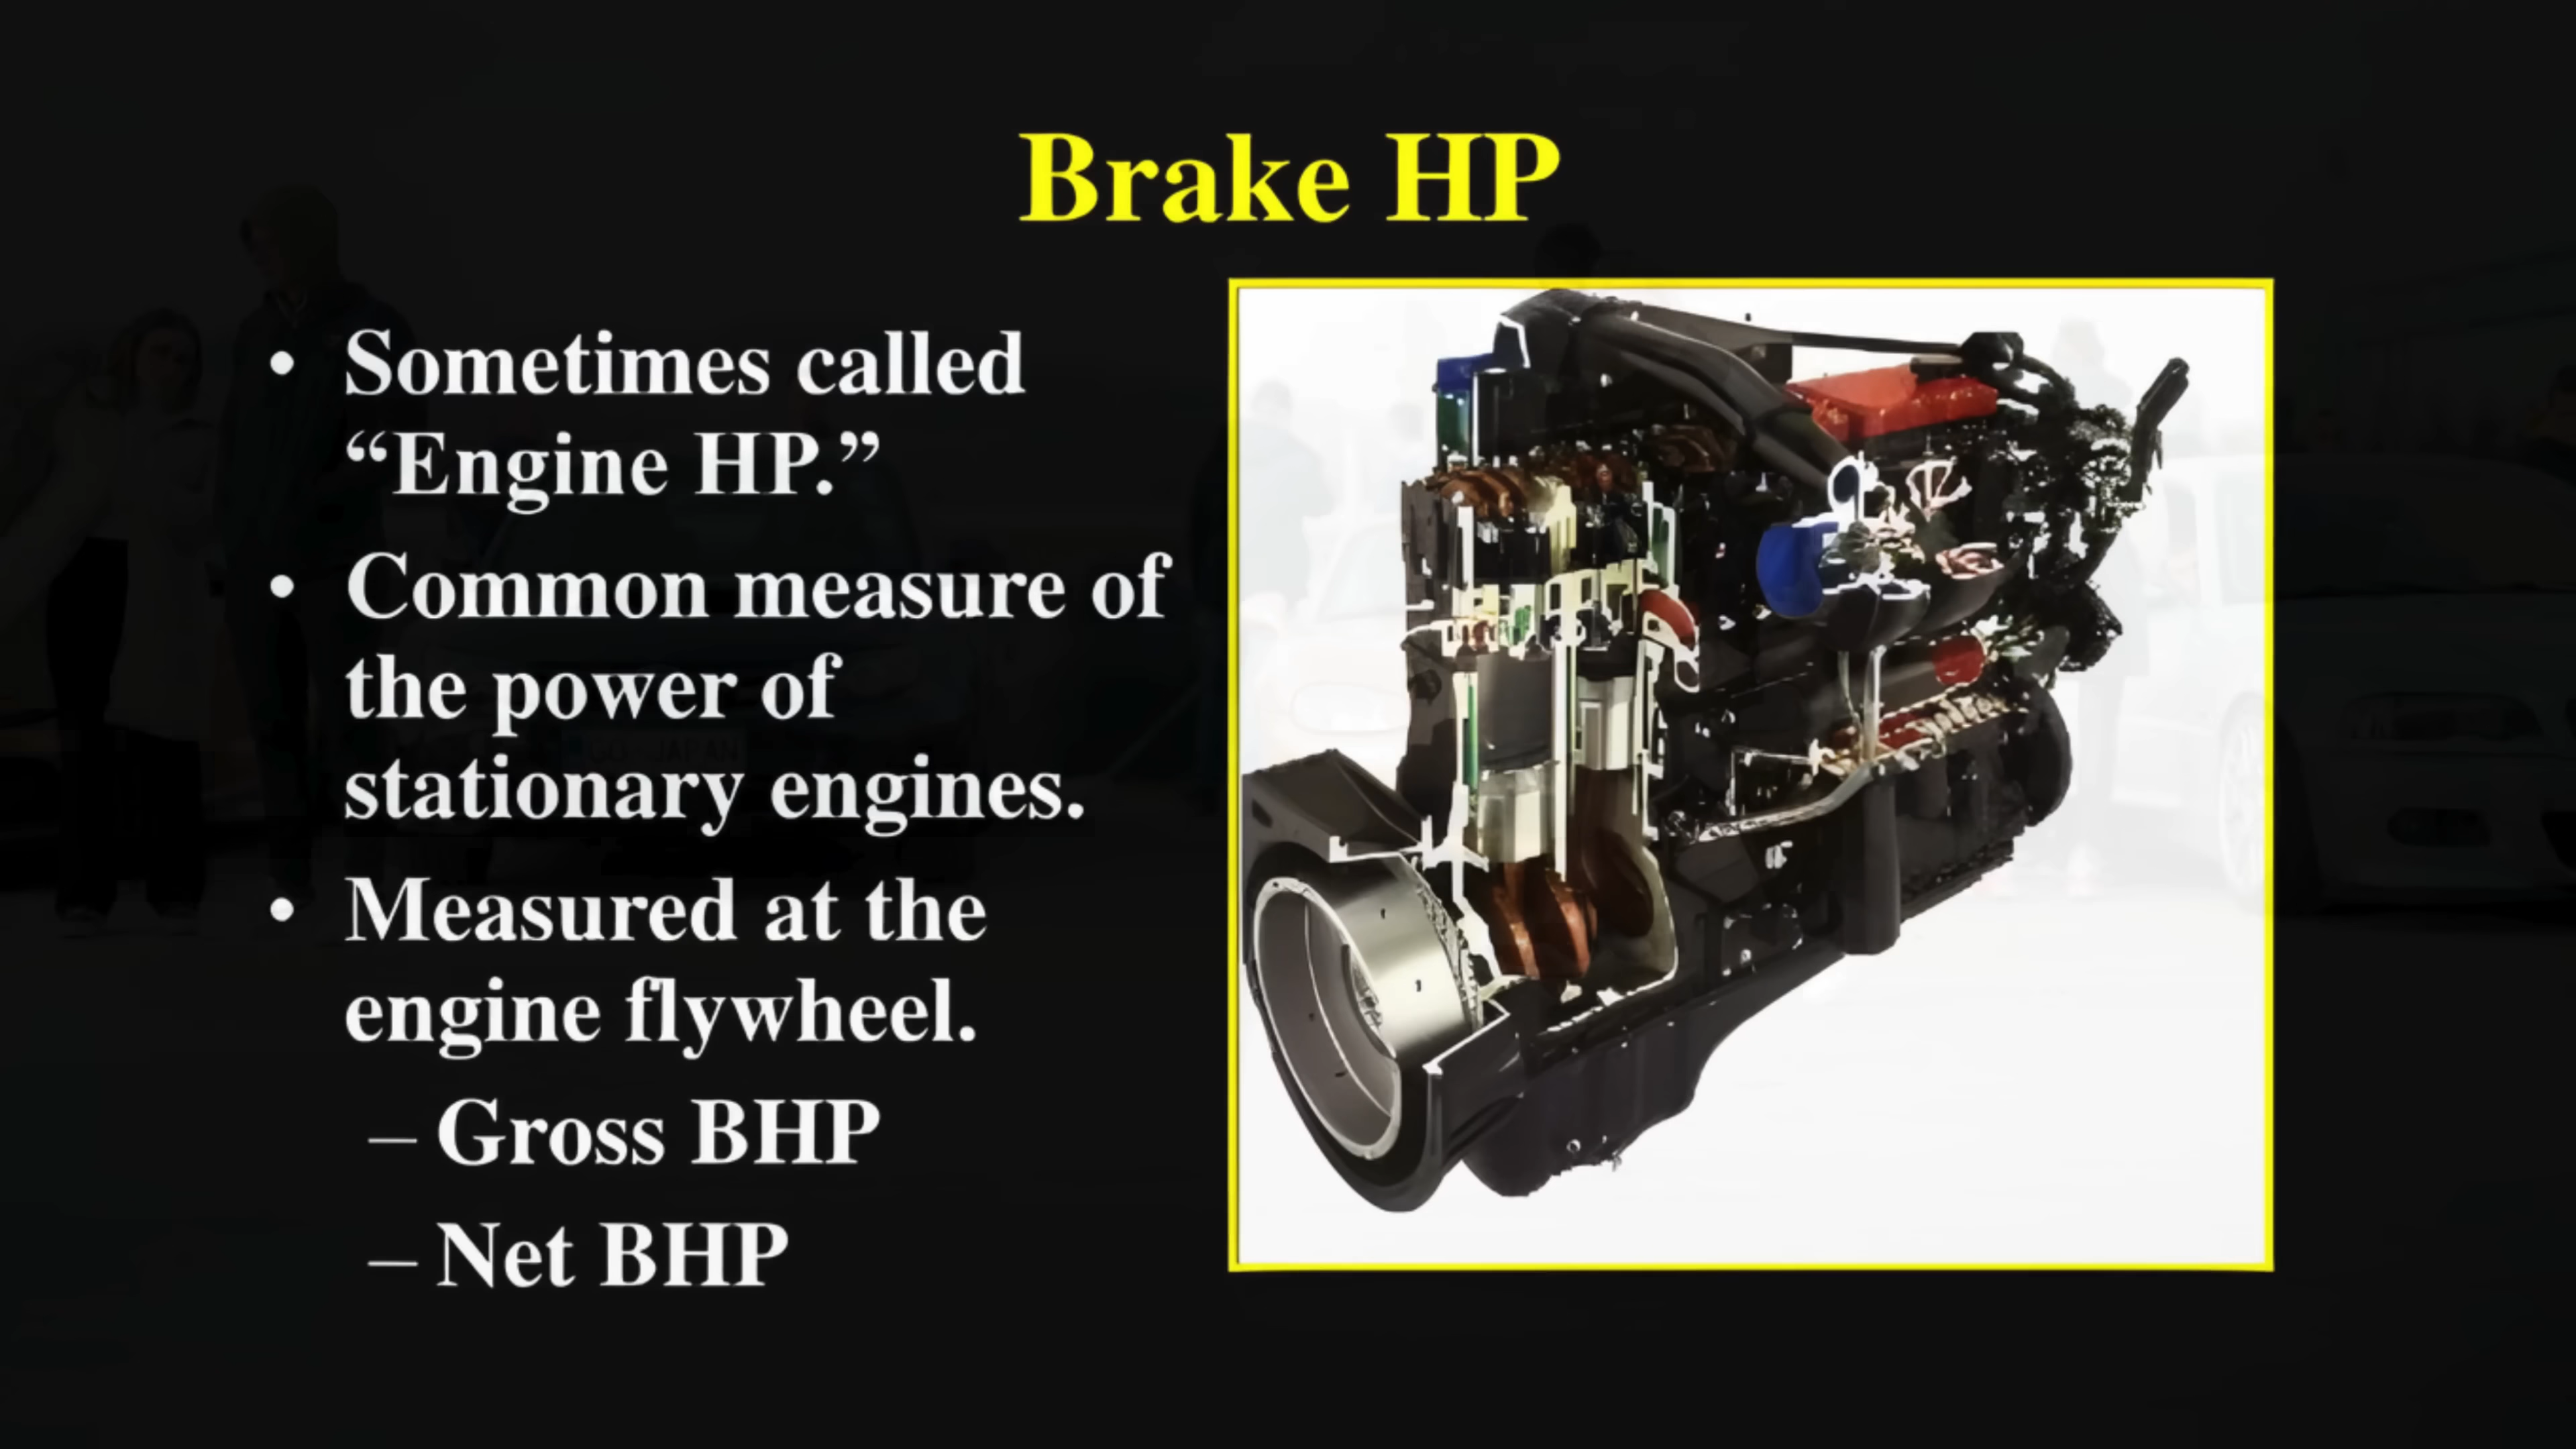 Brake HP
• Sometimes called
“Engine HP.”
• Common measure of
the power of
stationary engines.
• Measured at the
engine flywheel.
– Gross BHP
– Net BHP